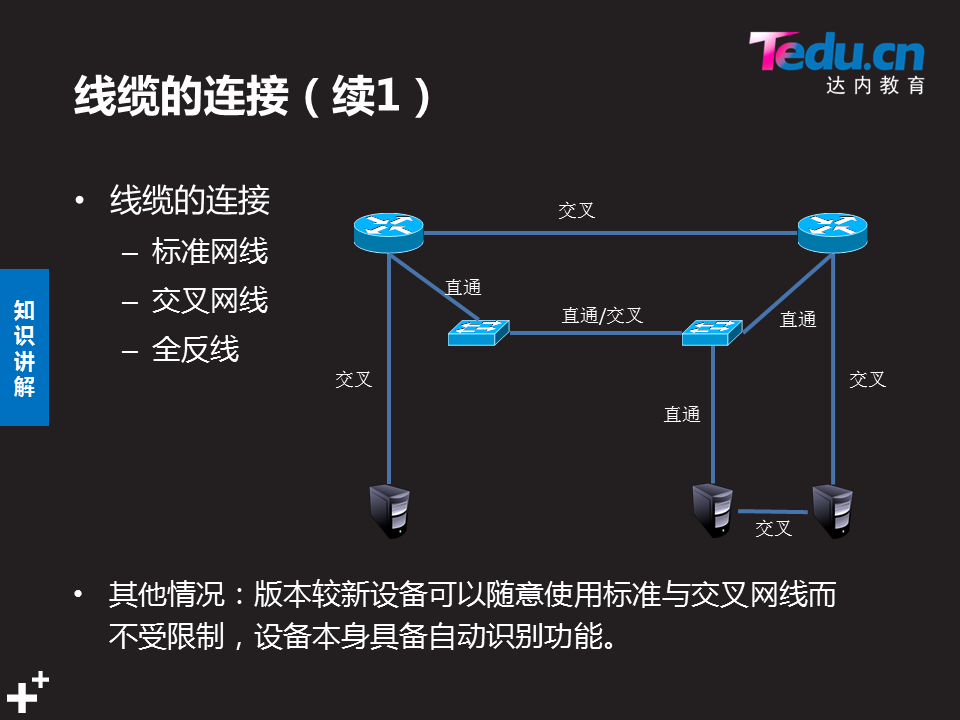 Tedu.cn
达内教育
线缆的连接（续1）
• 线缆的连接
– 标准网线
– 交叉网线
– 全反线
知
识
讲
解
交叉
直通
直通/交叉
直通
交叉
交叉
直通
交叉
• 其他情况：版本较新设备可以随意使用标准与交叉网线而
不受限制，设备本身具备自动识别功能。